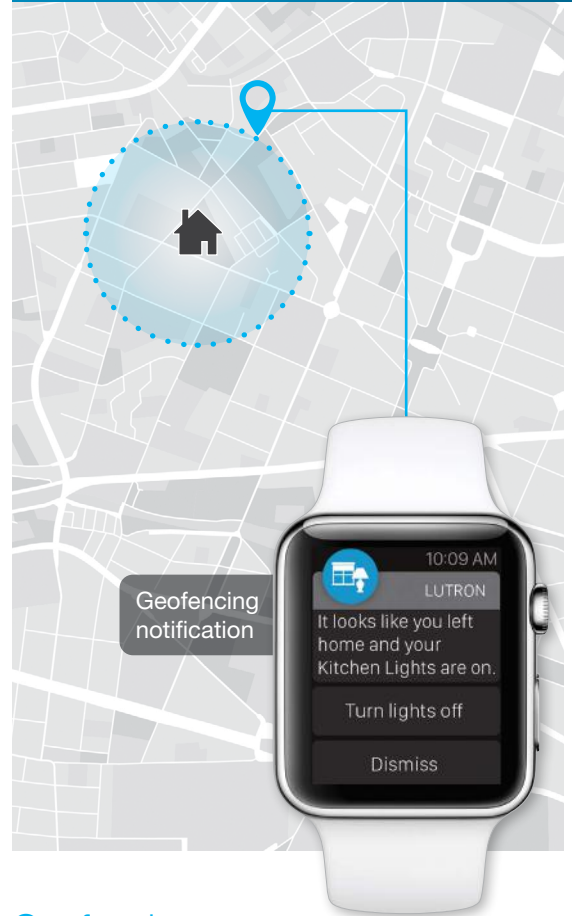 Geofencing
notification
10:09 AM
LUTRON
It looks like you left
home and your
Kitchen Lights are on.
Turn lights off
Dismiss